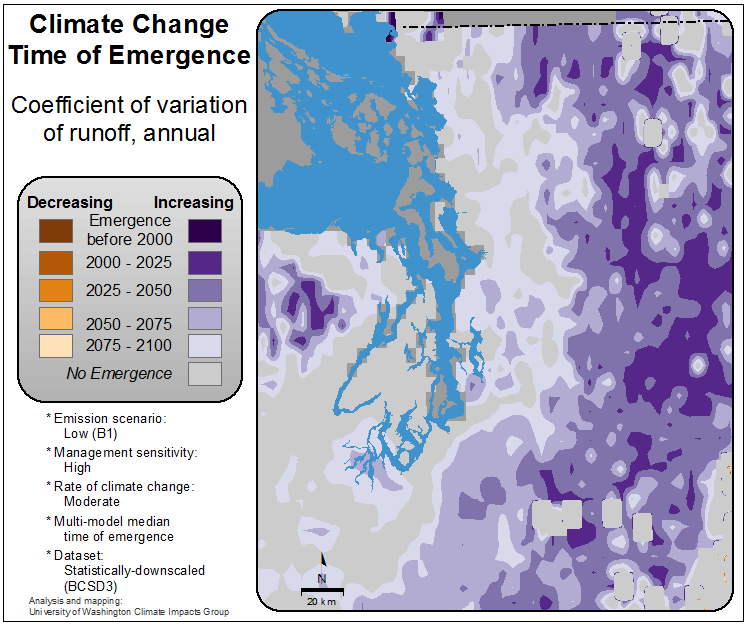 Climate Change
Time of Emergence
Coefficient of variation
of runoff, annual
Decreasing Increasing
Emergence
before 2000
2000 - 2025
2025 - 2050
2050 - 2075
2075 - 2100
No Emergence
* Emission scenario:
Low (B1)
* Management sensitivity:
High
* Rate of climate change:
Moderate
* Multi-model median
time of emergence
* Dataset:
Statistically-downscaled
(BCSD3)
Analysis and mapping:
University of Washington Climate Impacts Group
N
20 km